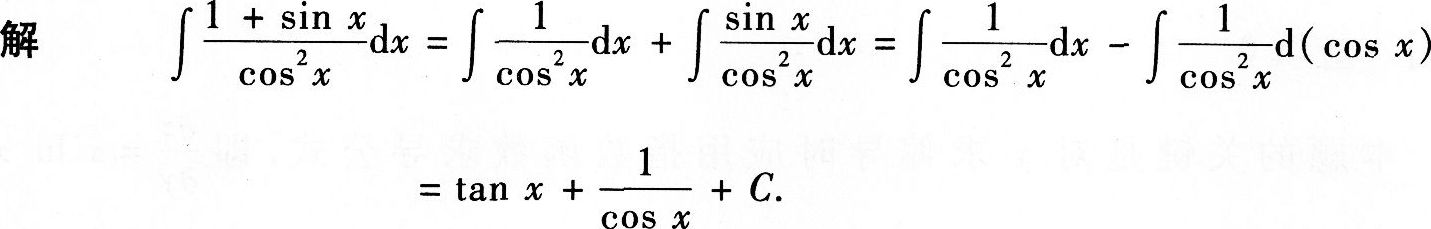 解 ∫ (1 + sin x)/(cos²x) dx = ∫ 1/(cos²x) dx + ∫ (sin x)/(cos²x) dx = ∫ 1/(cos² x) dx - ∫ 1/(cos²x) d(cos x)
= tan x + 1/(cos x) + C.